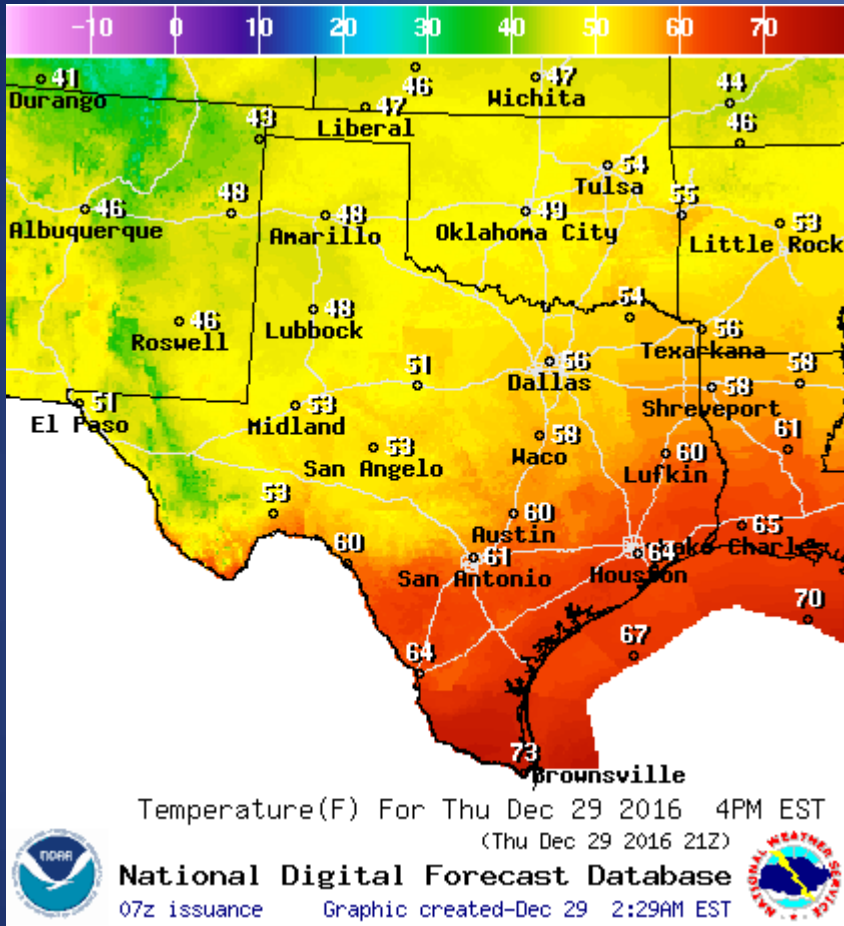 -10 0 10 20 30 40 50 60 70
41
Durango
46
47
Wichita
44
47
Liberal
43
46
54
Tulsa
46
Albuquerque
48
48
Amarillo
49
Oklahoma City
55
53
Little Rock
46
Roswell
48
Lubbock
54
56
Texarkana
51
56
Dallas
58
Shreveport
58
51
El Paso
53
Midland
53
San Angelo
58
Waco
60
Lufkin
61
53
60
Austin
65
Lake Charles
60
61
San Antonio
64
Houston
70
64
67
73
Brownsville
Temperature(F) For Thu Dec 29 2016 4PM EST
(Thu Dec 29 2016 21Z)
NOAA
National Digital Forecast Database
07z issuance Graphic created-Dec 29 2:29AM EST
NATIONAL WEATHER SERVICE